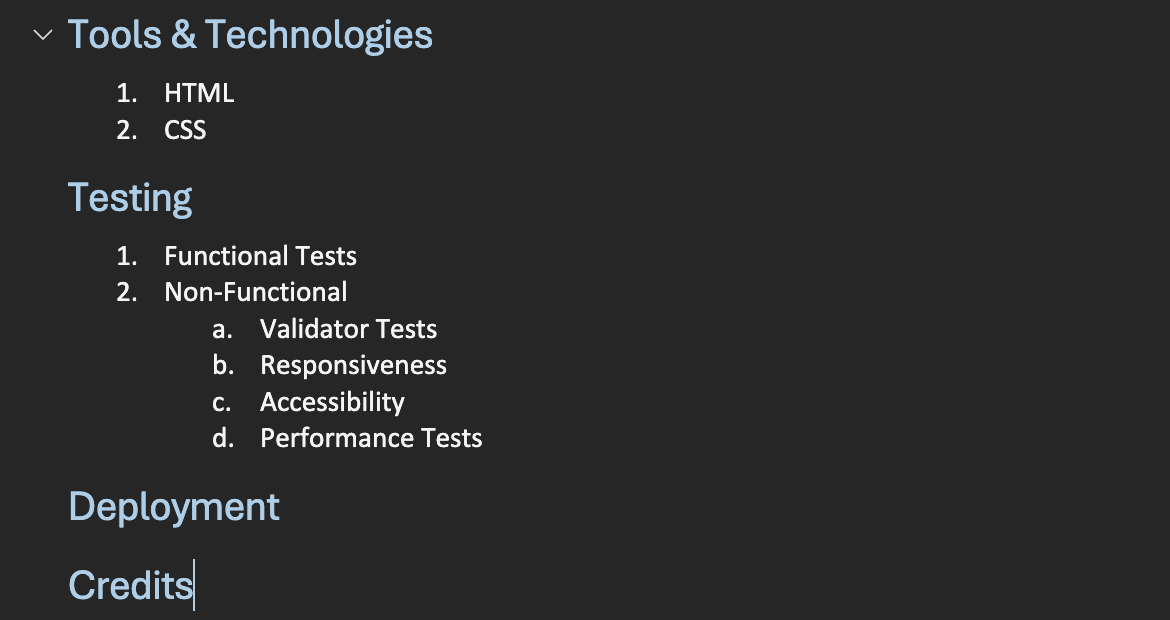 Tools & Technologies
1. HTML
2. CSS
Testing
1. Functional Tests
2. Non-Functional
a. Validator Tests
b. Responsiveness
c. Accessibility
d. Performance Tests
Deployment
Credits